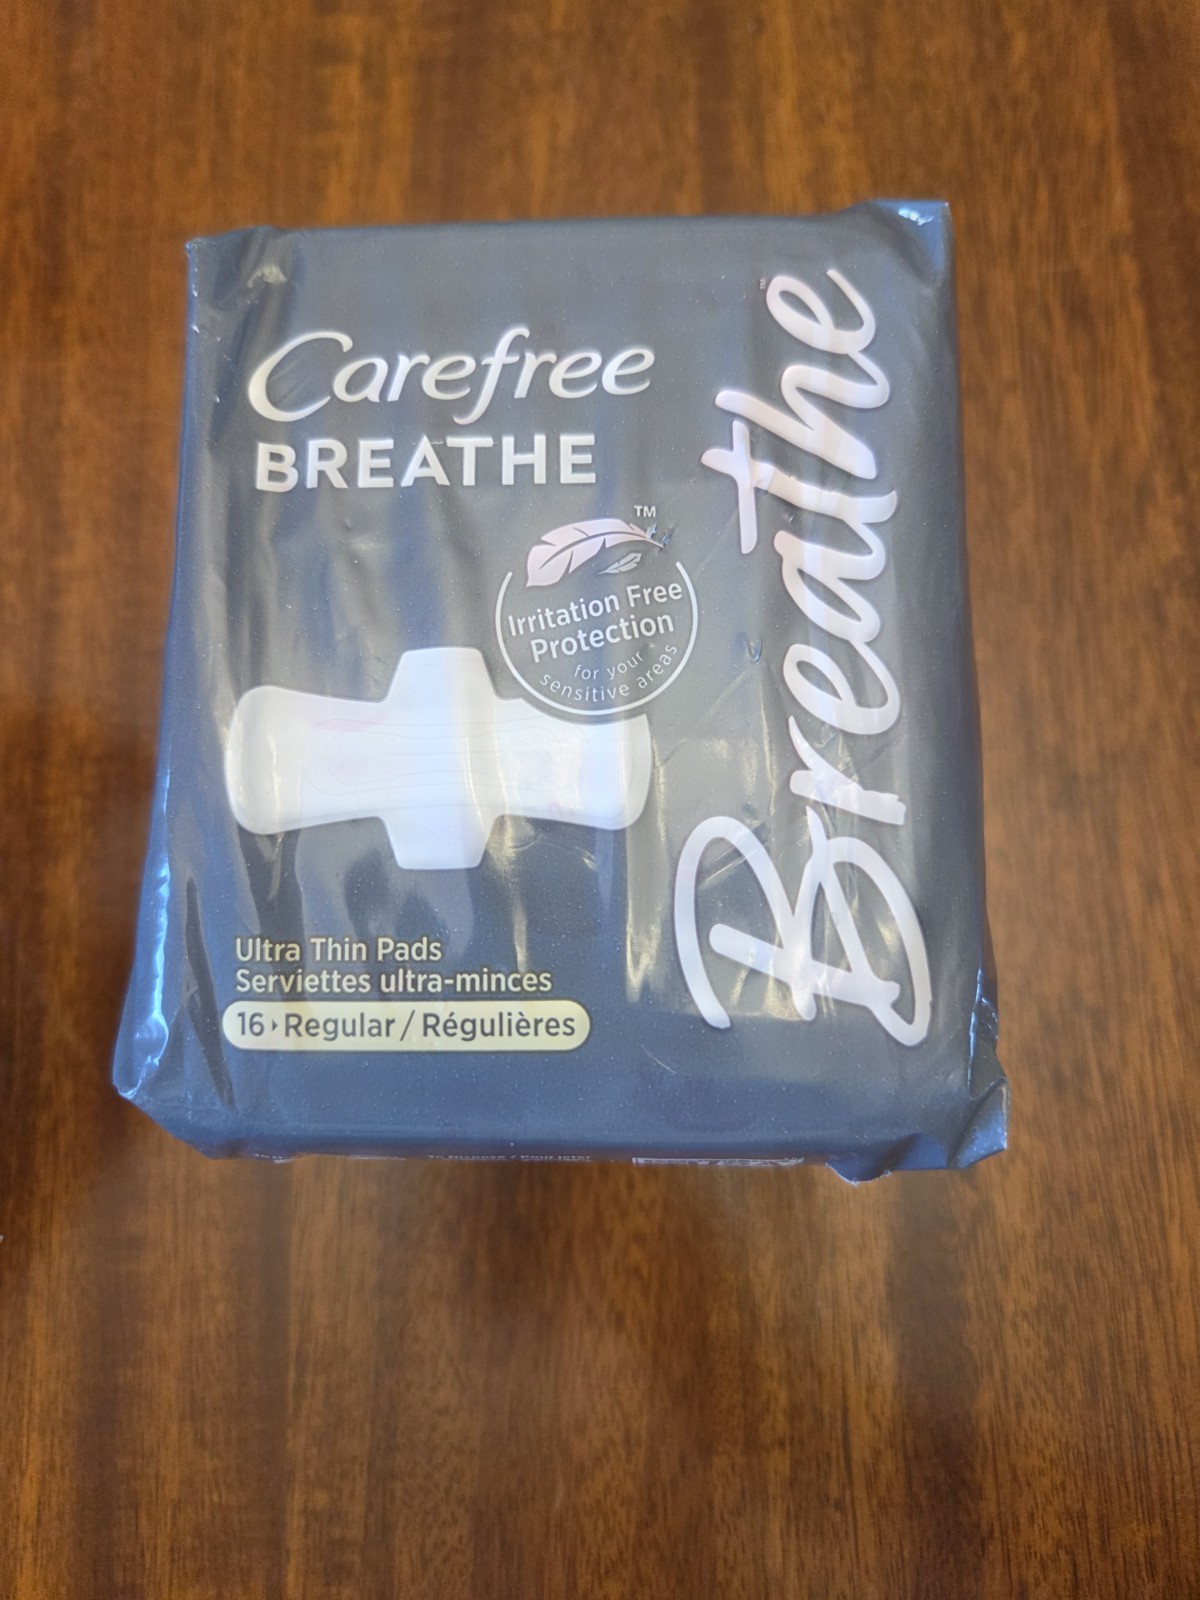 Carefree
BREATHE
TM
Irritation Free
Protection
for your
sensitive areas
Breathe
TM
Ultra Thin Pads
Serviettes ultra-minces
16 › Regular / Régulières